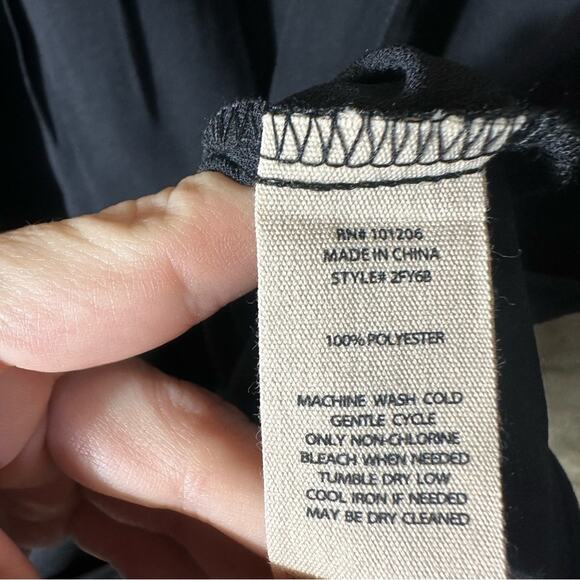 RN# 101206
MADE IN CHINA
STYLE# 2FY6B
100% POLYESTER
MACHINE WASH COLD
GENTLE CYCLE
ONLY NON-CHLORINE
BLEACH WHEN NEEDED
TUMBLE DRY LOW
COOL IRON IF NEEDED
MAY BE DRY CLEANED